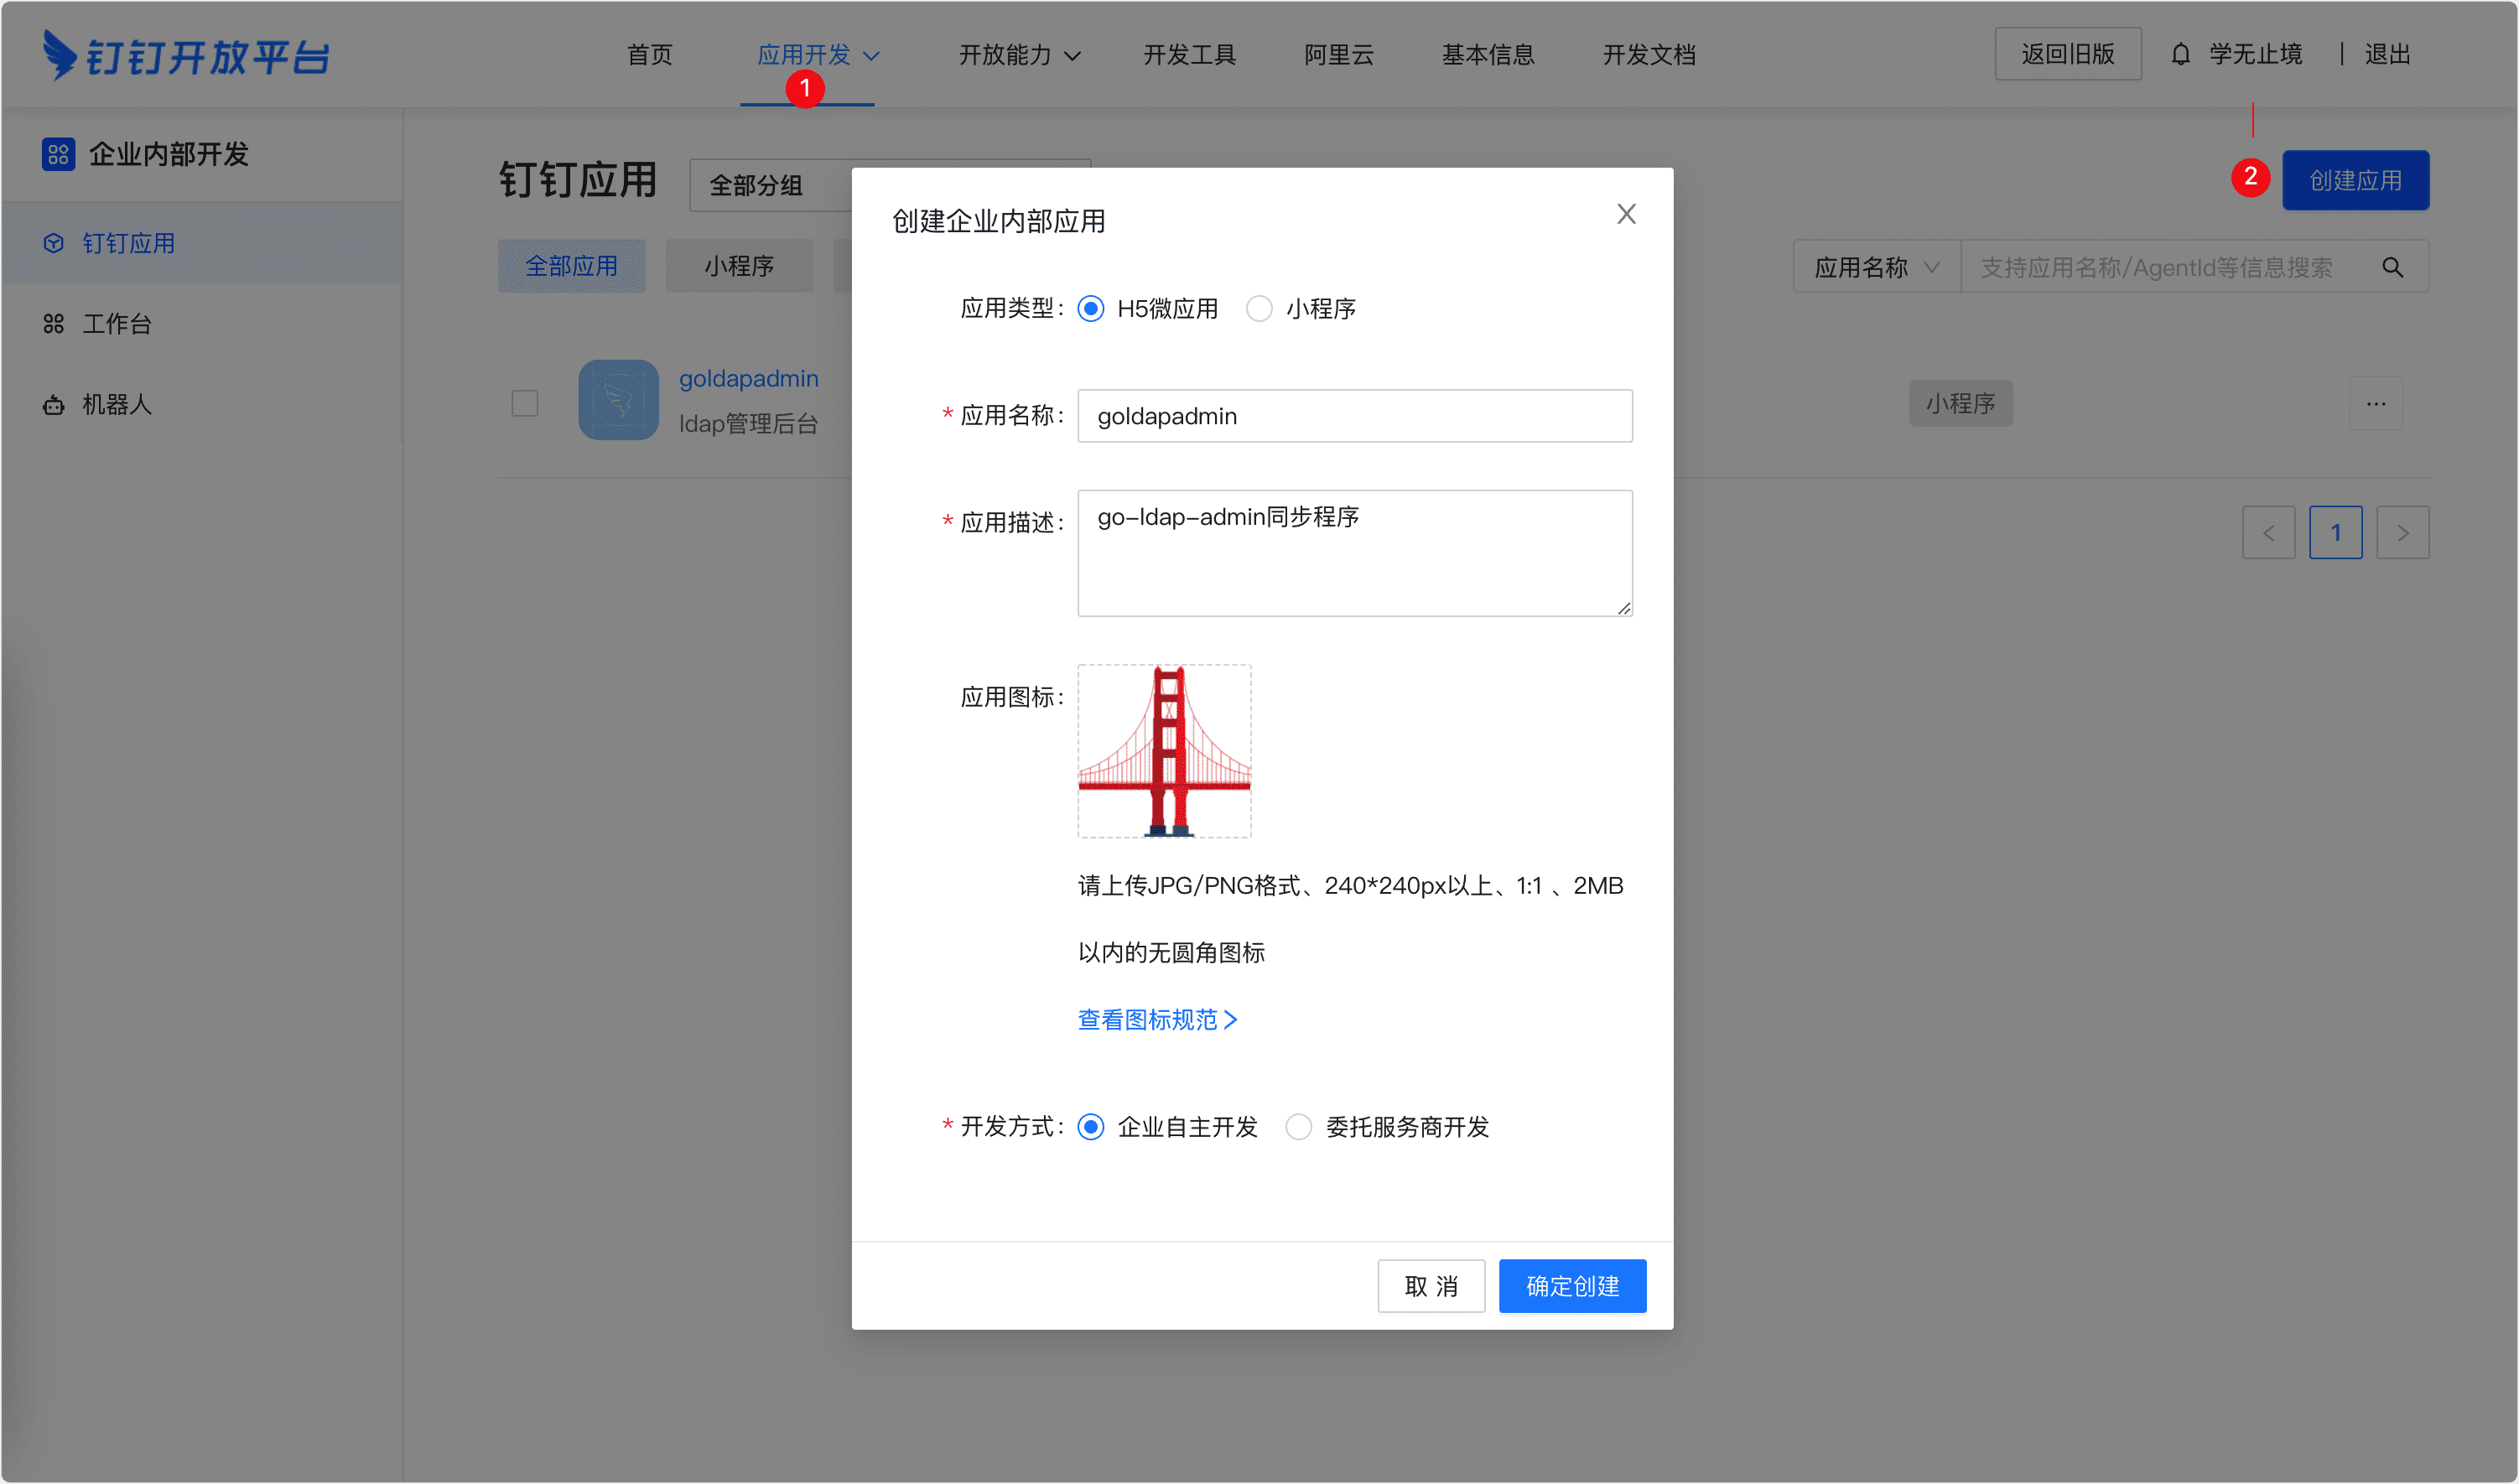 钉钉开放平台
首页
应用开发
开放能力
开发工具
阿里云
基本信息
开发文档
返回旧版
学无止境
退出
1
企业内部开发
钉钉应用
工作台
机器人
钉钉应用
全部分组
2
创建应用
全部应用
小程序
应用名称
支持应用名称/AgentId等信息搜索
goldapadmin
ldap管理后台
小程序
...
<
1
>
创建企业内部应用
应用类型: H5微应用 小程序
* 应用名称: goldapadmin
* 应用描述: go-ldap-admin同步程序
应用图标:
请上传JPG/PNG格式、240*240px以上、1:1 、2MB
以内的无圆角图标
查看图标规范
* 开发方式: 企业自主开发 委托服务商开发
取 消
确定创建